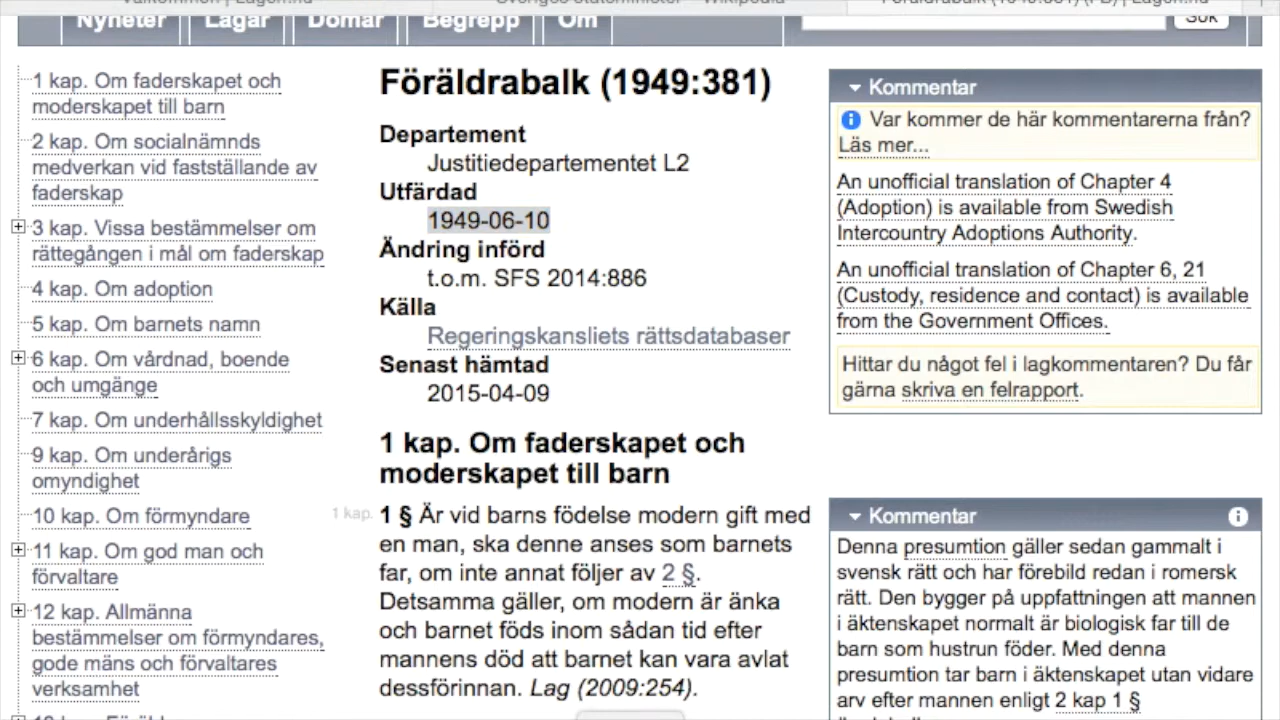 Välkommen | Lagen.nu
Sveriges statsminister – Wikipedia
Föräldrabalk (1949:381) (FB) | Lagen.nu
Nyheter
Lagar
Domar
Begrepp
Om
Sök
1 kap. Om faderskapet och
moderskapet till barn
2 kap. Om socialnämnds
medverkan vid fastställande av
faderskap
3 kap. Vissa bestämmelser om
rättegången i mål om faderskap
4 kap. Om adoption
5 kap. Om barnets namn
6 kap. Om vårdnad, boende
och umgänge
7 kap. Om underhållsskyldighet
9 kap. Om underårigs
omyndighet
10 kap. Om förmyndare
11 kap. Om god man och
förvaltare
12 kap. Allmänna
bestämmelser om förmyndares,
gode mäns och förvaltares
verksamhet
Föräldrabalk (1949:381)
Departement
Justitiedepartementet L2
Utfärdad
1949-06-10
Ändring införd
t.o.m. SFS 2014:886
Källa
Regeringskansliets rättsdatabaser
Senast hämtad
2015-04-09
1 kap. Om faderskapet och
moderskapet till barn
1 kap.
1 § Är vid barns födelse modern gift med
en man, ska denne anses som barnets
far, om inte annat följer av 2 §.
Detsamma gäller, om modern är änka
och barnet föds inom sådan tid efter
mannens död att barnet kan vara avlat
dessförinnan. Lag (2009:254).
Kommentar
Var kommer de här kommentarerna från?
Läs mer...
An unofficial translation of Chapter 4
(Adoption) is available from Swedish
Intercountry Adoptions Authority.
An unofficial translation of Chapter 6, 21
(Custody, residence and contact) is available
from the Government Offices.
Hittar du något fel i lagkommentaren? Du får
gärna skriva en felrapport.
Kommentar
Denna presumtion gäller sedan gammalt i
svensk rätt och har förebild redan i romersk
rätt. Den bygger på uppfattningen att mannen
i äktenskapet normalt är biologisk far till de
barn som hustrun föder. Med denna
presumtion tar barn i äktenskapet utan vidare
arv efter mannen enligt 2 kap 1 §